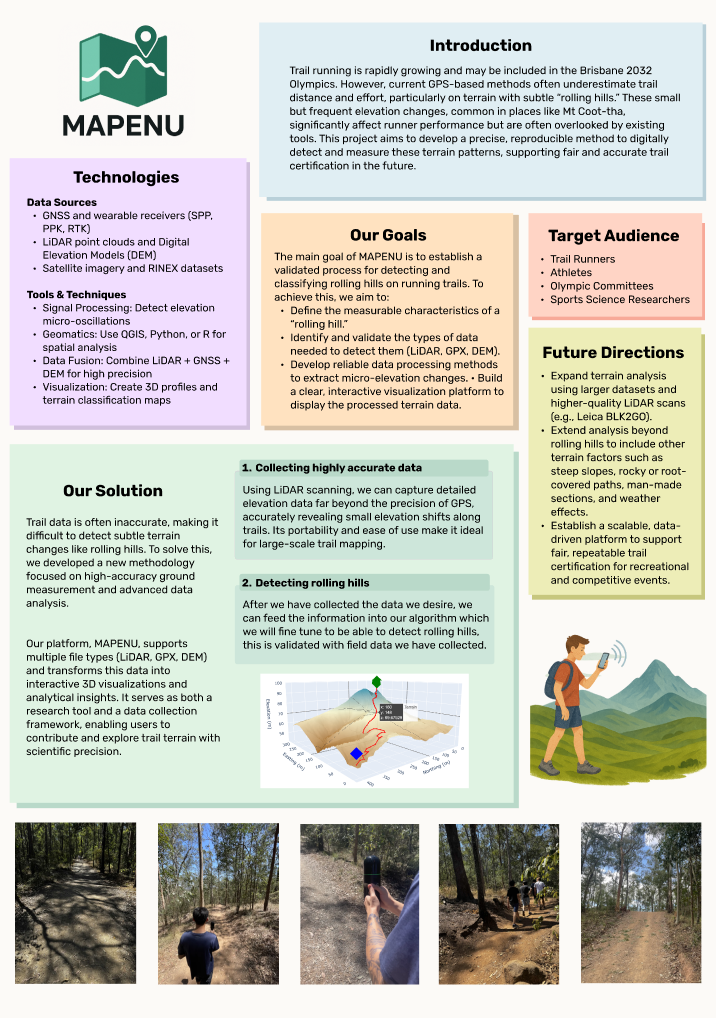 MAPENU
Introduction
Trail running is rapidly growing and may be included in the Brisbane 2032
Olympics. However, current GPS-based methods often underestimate trail
distance and effort, particularly on terrain with subtle “rolling hills.” These small
but frequent elevation changes, common in places like Mt Coot-tha,
significantly affect runner performance but are often overlooked by existing
tools. This project aims to develop a precise, reproducible method to digitally
detect and measure these terrain patterns, supporting fair and accurate trail
certification in the future.
Technologies
Data Sources
• GNSS and wearable receivers (SPP,
PPK, RTK)
• LiDAR point clouds and Digital
Elevation Models (DEM)
• Satellite imagery and RINEX datasets
Tools & Techniques
• Signal Processing: Detect elevation
micro-oscillations
• Geomatics: Use QGIS, Python, or R for
spatial analysis
• Data Fusion: Combine LiDAR + GNSS +
DEM for high precision
• Visualization: Create 3D profiles and
terrain classification maps
Our Goals
The main goal of MAPENU is to establish a
validated process for detecting and
classifying rolling hills on running trails. To
achieve this, we aim to:
• Define the measurable characteristics of a
“rolling hill.”
• Identify and validate the types of data
needed to detect them (LiDAR, GPX, DEM).
• Develop reliable data processing methods
to extract micro-elevation changes. • Build
a clear, interactive visualization platform to
display the processed terrain data.
Target Audience
• Trail Runners
• Athletes
• Olympic Committees
• Sports Science Researchers
Future Directions
• Expand terrain analysis
using larger datasets and
higher-quality LiDAR scans
(e.g., Leica BLK2GO).
• Extend analysis beyond
rolling hills to include other
terrain factors such as
steep slopes, rocky or root-
covered paths, man-made
sections, and weather
effects.
• Establish a scalable, data-
driven platform to support
fair, repeatable trail
certification for recreational
and competitive events.
Our Solution
Trail data is often inaccurate, making it
difficult to detect subtle terrain
changes like rolling hills. To solve this,
we developed a new methodology
focused on high-accuracy ground
measurement and advanced data
analysis.
Our platform, MAPENU, supports
multiple file types (LiDAR, GPX, DEM)
and transforms this data into
interactive 3D visualizations and
analytical insights. It serves as both a
research tool and a data collection
framework, enabling users to
contribute and explore trail terrain with
scientific precision.
1. Collecting highly accurate data
Using LiDAR scanning, we can capture detailed
elevation data far beyond the precision of GPS,
accurately revealing small elevation shifts along
trails. Its portability and ease of use make it ideal
for large-scale trail mapping.
2. Detecting rolling hills
After we have collected the data we desire, we
can feed the information into our algorithm which
we will fine tune to be able to detect rolling hills,
this is validated with field data we have collected.
Elevation (m)
100
90
80
70
60
50
Easting (m)
Northing (m)
x: 180
y: 148
Terrain